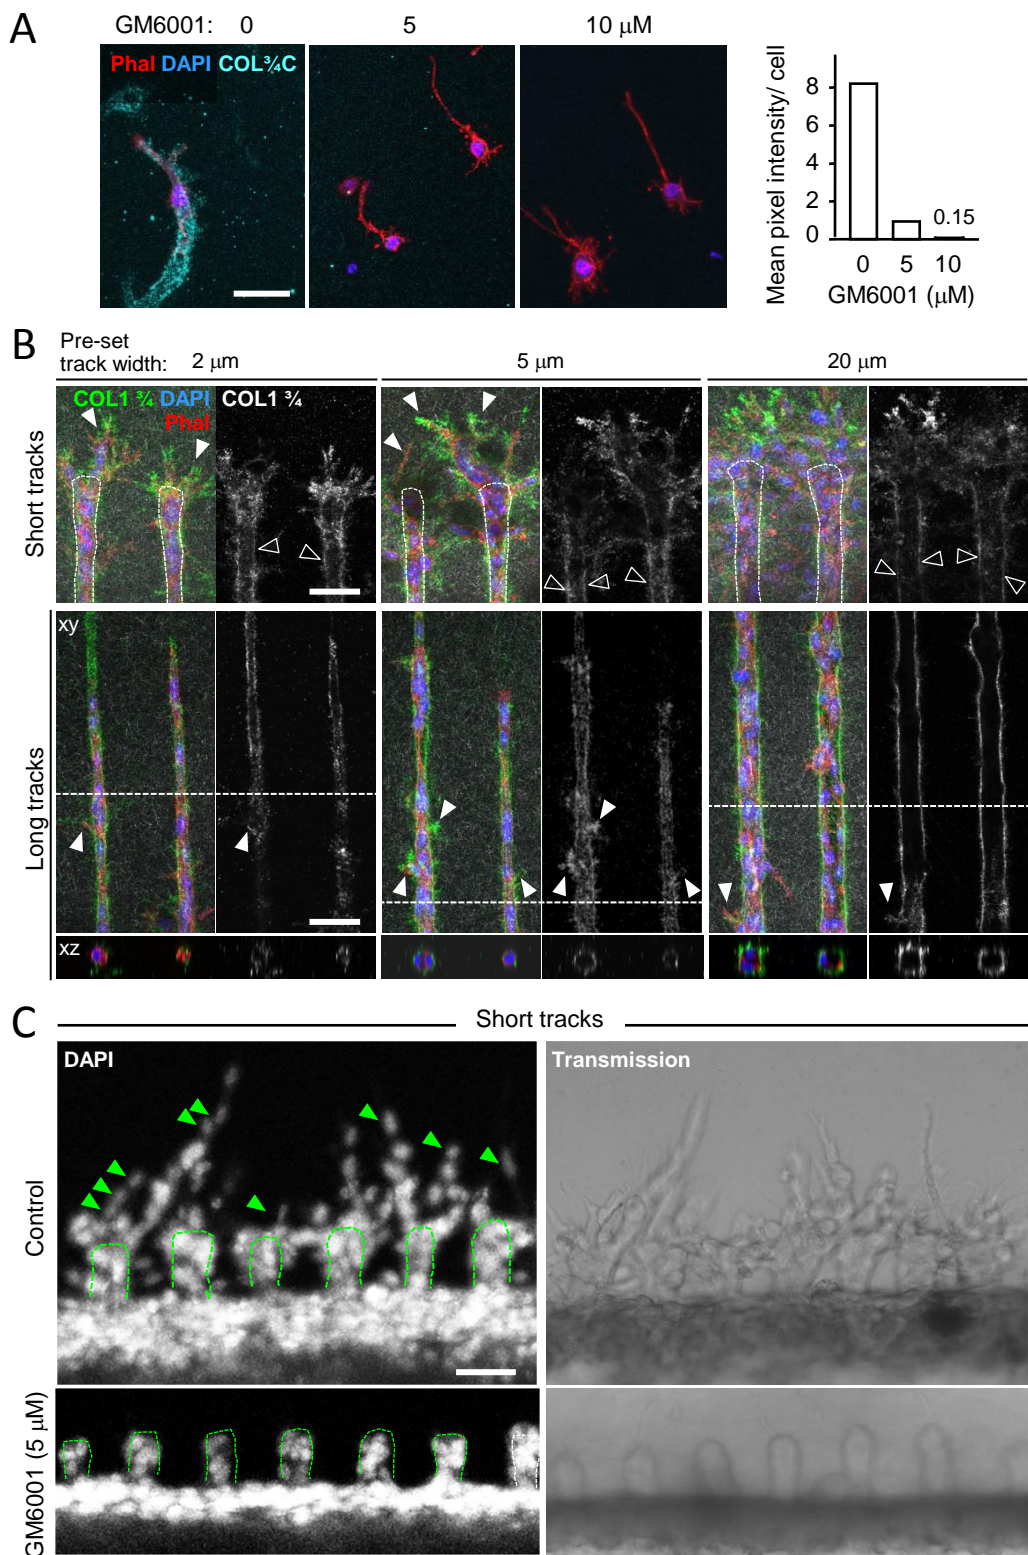 A
GM6001: 0 5 10 μM
Phal DAPI COL¾C
Mean pixel intensity/ cell
8
6
4
2
0
0.15
0 5 10
GM6001 (μM)
B
Pre-set
track width: 2 μm 5 μm 20 μm
Short tracks
COL1 ¾ DAPI
Phal
COL1 ¾
Long tracks
xy
xz
C
Short tracks
Control
DAPI
Transmission
GM6001 (5 μM)